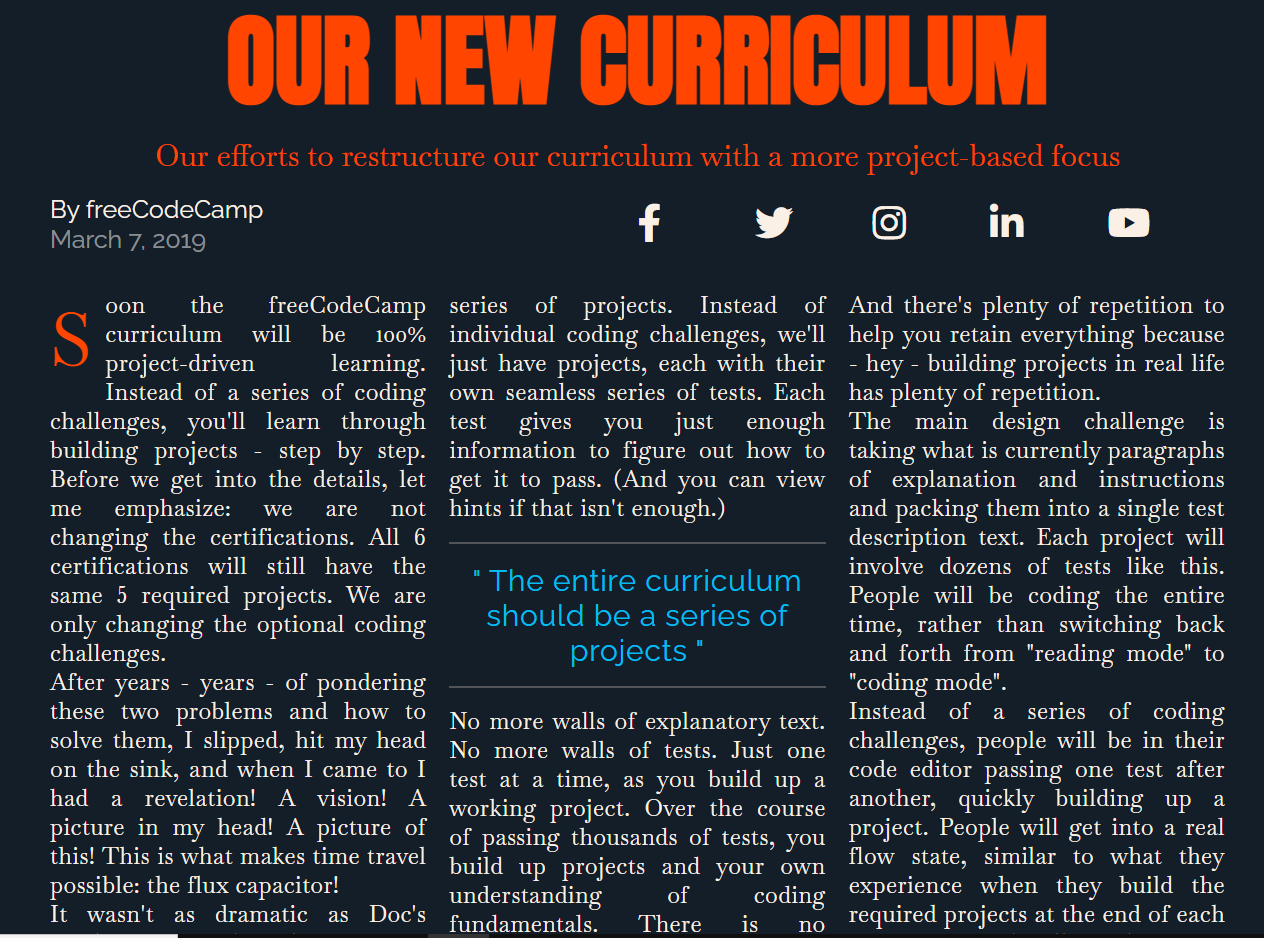 OUR NEW CURRICULUM
Our efforts to restructure our curriculum with a more project-based focus
By freeCodeCamp
March 7, 2019
Soon the freeCodeCamp
curriculum will be 100%
project-driven learning.
Instead of a series of coding
challenges, you'll learn through
building projects - step by step.
Before we get into the details, let
me emphasize: we are not
changing the certifications. All 6
certifications will still have the
same 5 required projects. We are
only changing the optional coding
challenges.
After years - years - of pondering
these two problems and how to
solve them, I slipped, hit my head
on the sink, and when I came to I
had a revelation! A vision! A
picture in my head! A picture of
this! This is what makes time travel
possible: the flux capacitor!
It wasn't as dramatic as Doc's
series of projects. Instead of
individual coding challenges, we'll
just have projects, each with their
own seamless series of tests. Each
test gives you just enough
information to figure out how to
get it to pass. (And you can view
hints if that isn't enough.)
" The entire curriculum
should be a series of
projects "
No more walls of explanatory text.
No more walls of tests. Just one
test at a time, as you build up a
working project. Over the course
of passing thousands of tests, you
build up projects and your own
understanding of coding
fundamentals. There is no
And there's plenty of repetition to
help you retain everything because
- hey - building projects in real life
has plenty of repetition.
The main design challenge is
taking what is currently paragraphs
of explanation and instructions
and packing them into a single test
description text. Each project will
involve dozens of tests like this.
People will be coding the entire
time, rather than switching back
and forth from "reading mode" to
"coding mode".
Instead of a series of coding
challenges, people will be in their
code editor passing one test after
another, quickly building up a
project. People will get into a real
flow state, similar to what they
experience when they build the
required projects at the end of each